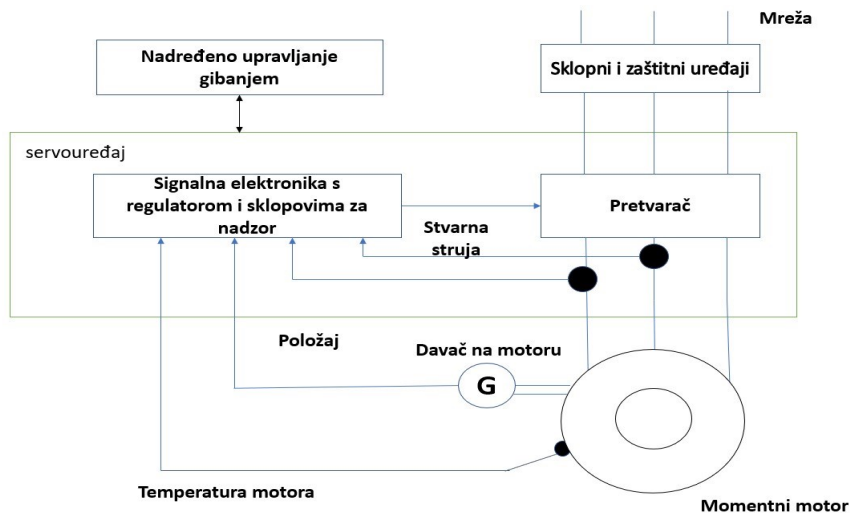 Mreža
Nadređeno upravljanje
gibanjem
Sklopni i zaštitni uređaji
servouređaj
Signalna elektronika s
regulatorom i sklopovima za
nadzor
Pretvarač
Stvarna
struja
Položaj
Davač na motoru
G
Temperatura motora
Momentni motor